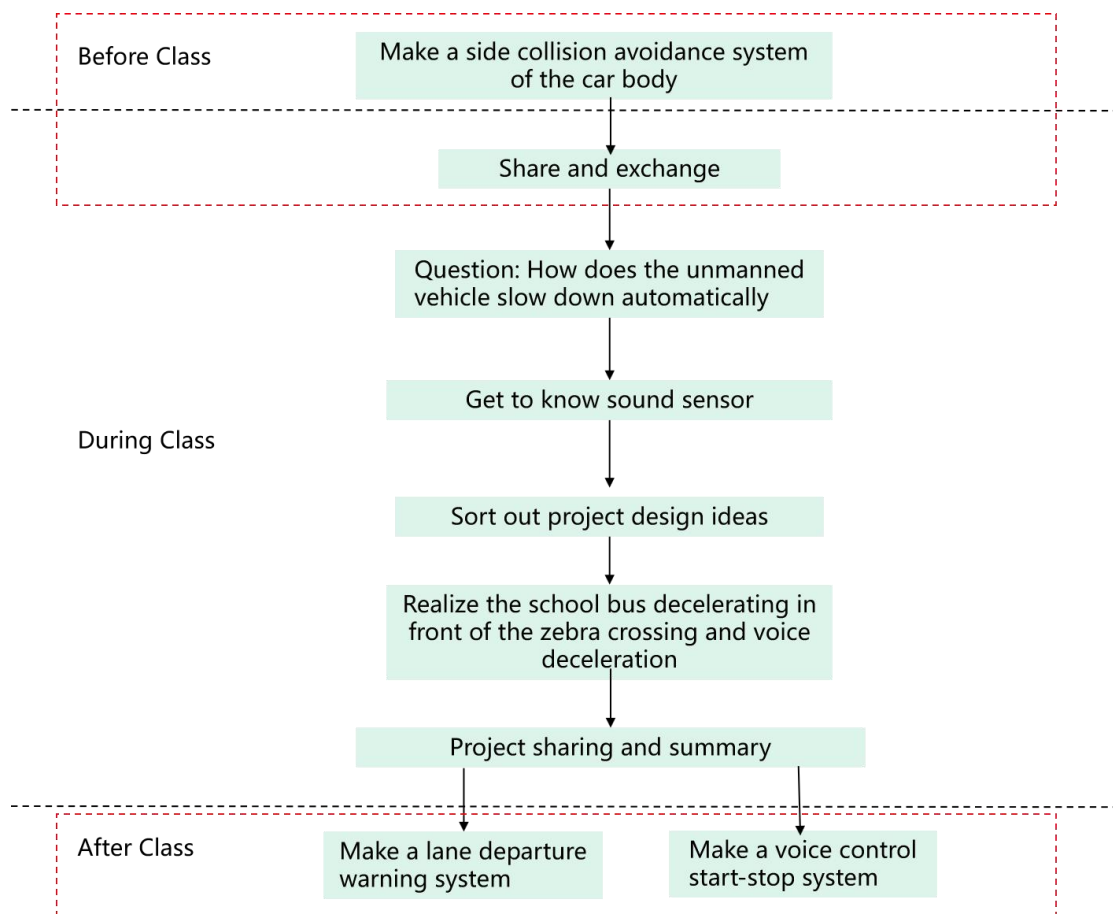 Before Class
Make a side collision avoidance system
of the car body
Share and exchange
Question: How does the unmanned
vehicle slow down automatically
Get to know sound sensor
During Class
Sort out project design ideas
Realize the school bus decelerating in
front of the zebra crossing and voice
deceleration
Project sharing and summary
After Class
Make a lane departure
warning system
Make a voice control
start-stop system